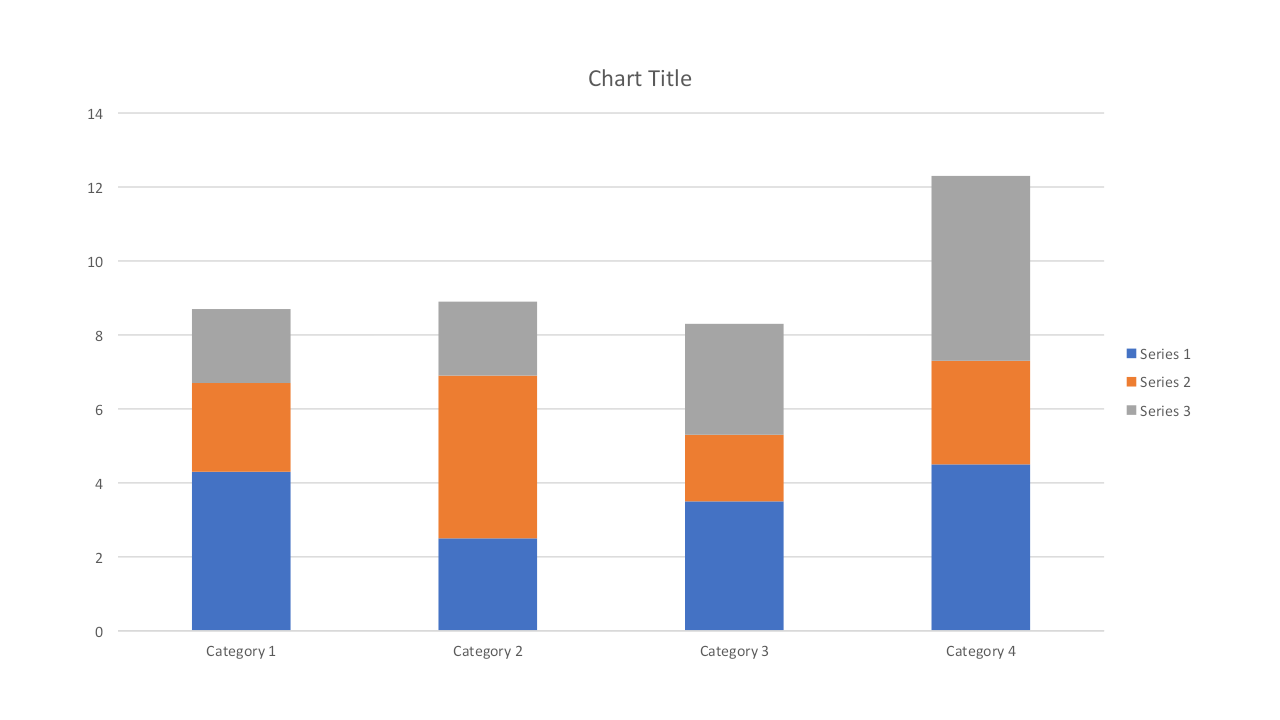 Chart Title
14
12
10
8
6
4
2
0
Category 1
Category 2
Category 3
Category 4
Series 1
Series 2
Series 3